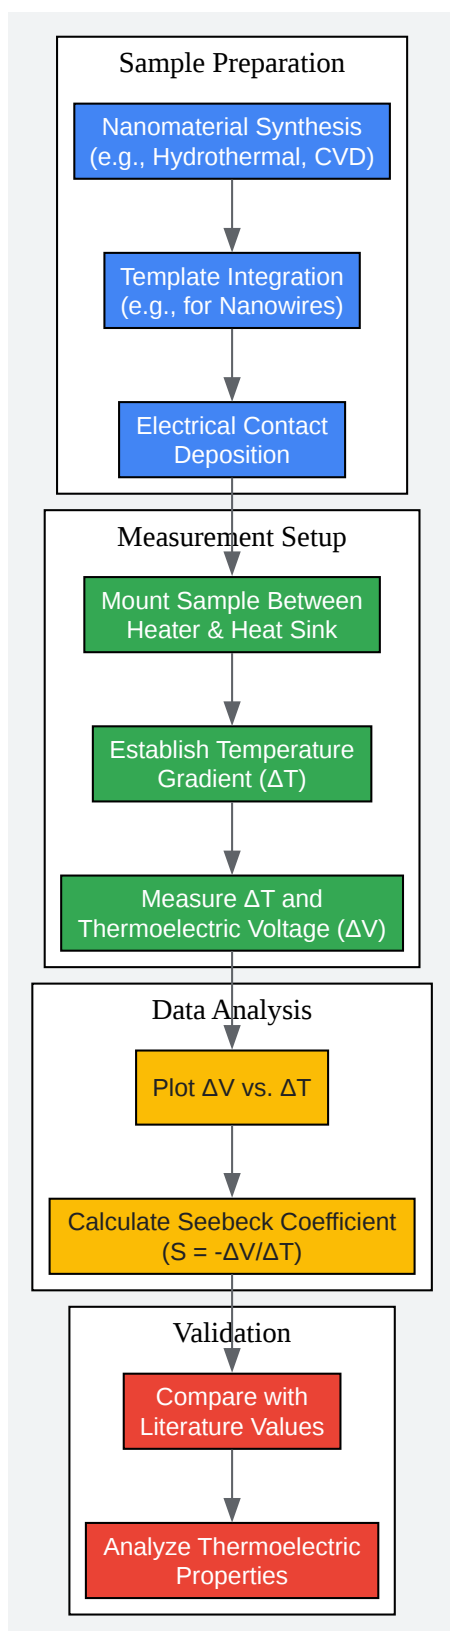 Sample Preparation
Nanomaterial Synthesis
(e.g., Hydrothermal, CVD)
Template Integration
(e.g., for Nanowires)
Electrical Contact
Deposition
Measurement Setup
Mount Sample Between
Heater & Heat Sink
Establish Temperature
Gradient (ΔT)
Measure ΔT and
Thermoelectric Voltage (ΔV)
Data Analysis
Plot ΔV vs. ΔT
Calculate Seebeck Coefficient
(S = -ΔV/ΔT)
Validation
Compare with
Literature Values
Analyze Thermoelectric
Properties